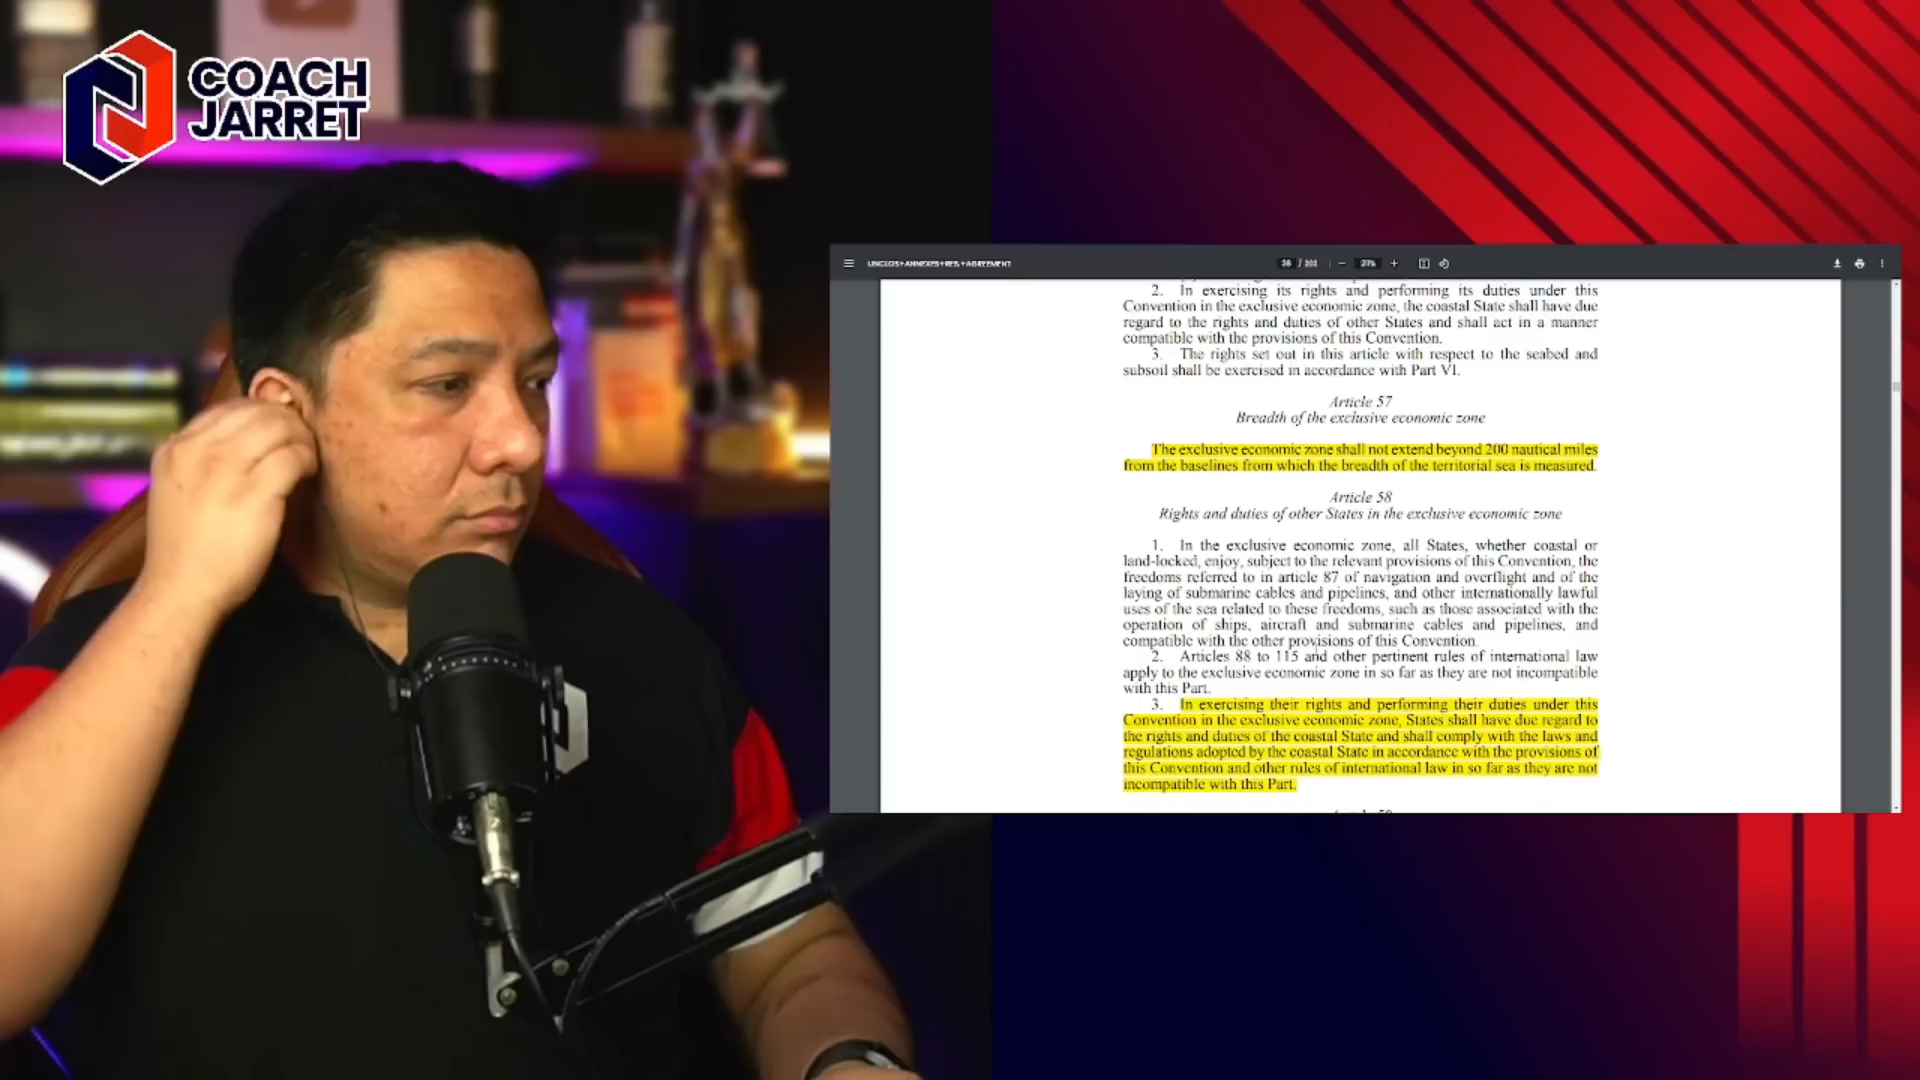 COACH
JARRET
UNCLOS+ANNEXES+RES.+AGREEMENT
2. In exercising its rights and performing its duties under this
Convention in the exclusive economic zone, the coastal State shall have due
regard to the rights and duties of other States and shall act in a manner
compatible with the provisions of this Convention.
3. The rights set out in this article with respect to the seabed and
subsoil shall be exercised in accordance with Part VI.
Article 57
Breadth of the exclusive economic zone
The exclusive economic zone shall not extend beyond 200 nautical miles
from the baselines from which the breadth of the territorial sea is measured.
Article 58
Rights and duties of other States in the exclusive economic zone
1. In the exclusive economic zone, all States, whether coastal or
land-locked, enjoy, subject to the relevant provisions of this Convention, the
freedoms referred to in article 87 of navigation and overflight and of the
laying of submarine cables and pipelines, and other internationally lawful
uses of the sea related to these freedoms, such as those associated with the
operation of ships, aircraft and submarine cables and pipelines, and
compatible with the other provisions of this Convention.
2. Articles 88 to 115 and other pertinent rules of international law
apply to the exclusive economic zone in so far as they are not incompatible
with this Part.
3. In exercising their rights and performing their duties under this
Convention in the exclusive economic zone, States shall have due regard to
the rights and duties of the coastal State and shall comply with the laws and
regulations adopted by the coastal State in accordance with the provisions of
this Convention and other rules of international law in so far as they are not
incompatible with this Part.